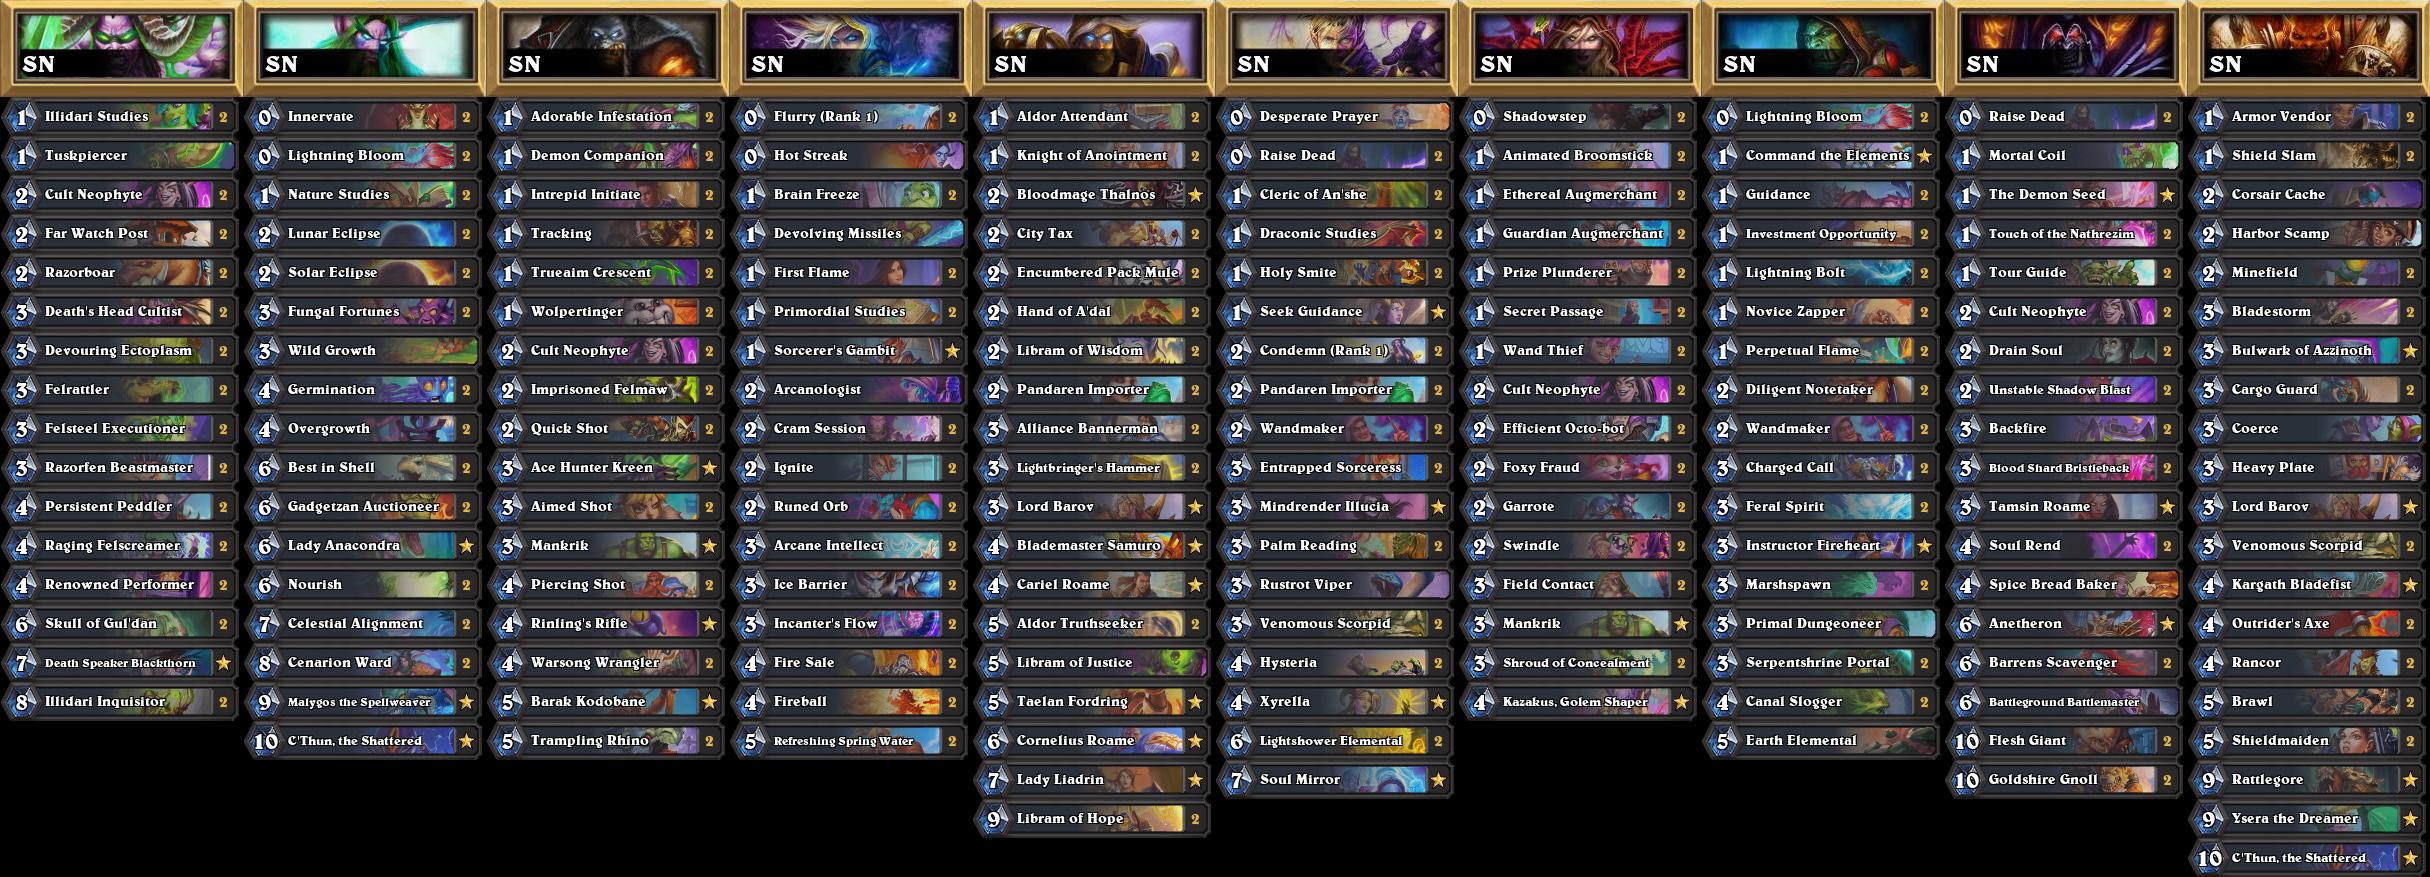 SN
1 Illidari Studies 2
1 Tuskpiercer
2 Cult Neophyte 2
2 Far Watch Post 2
2 Razorboar 2
3 Death's Head Cultist 2
3 Devouring Ectoplasm 2
3 Felrattler 2
3 Felsteel Executioner 2
3 Razorfen Beastmaster 2
4 Persistent Peddler 2
4 Raging Felscreamer 2
4 Renowned Performer 2
6 Skull of Gul'dan 2
7 Death Speaker Blackthorn
8 Illidari Inquisitor 2
SN
0 Innervate 2
0 Lightning Bloom 2
1 Nature Studies 2
2 Lunar Eclipse 2
2 Solar Eclipse 2
3 Fungal Fortunes 2
3 Wild Growth
4 Germination 2
4 Overgrowth 2
6 Best in Shell 2
6 Gadgetzan Auctioneer 2
6 Lady Anacondra
6 Nourish 2
7 Celestial Alignment 2
8 Cenarion Ward 2
9 Malygos the Spellweaver
10 C'Thun, the Shattered
SN
1 Adorable Infestation 2
1 Demon Companion 2
1 Intrepid Initiate 2
1 Tracking 2
1 Trueaim Crescent 2
1 Wolpertinger 2
2 Cult Neophyte 2
2 Imprisoned Felmaw 2
2 Quick Shot 2
3 Ace Hunter Kreen
3 Aimed Shot 2
3 Mankrik
4 Piercing Shot 2
4 Rinling's Rifle
4 Warsong Wrangler 2
5 Barak Kodobane
5 Trampling Rhino 2
SN
0 Flurry (Rank 1) 2
0 Hot Streak
1 Brain Freeze 2
1 Devolving Missiles
1 First Flame 2
1 Primordial Studies 2
1 Sorcerer's Gambit
2 Arcanologist
2 Cram Session 2
2 Ignite 2
2 Runed Orb 2
3 Arcane Intellect 2
3 Ice Barrier 2
3 Incanter's Flow 2
4 Fire Sale 2
4 Fireball 2
5 Refreshing Spring Water 2
SN
1 Aldor Attendant 2
1 Knight of Anointment 2
2 Bloodmage Thalnos
2 City Tax 2
2 Encumbered Pack Mule 2
2 Hand of A'dal 2
2 Libram of Wisdom 2
2 Pandaren Importer 2
3 Alliance Bannerman 2
3 Lightbringer's Hammer 2
3 Lord Barov
4 Blademaster Samuro
4 Cariel Roame
5 Aldor Truthseeker 2
5 Libram of Justice
5 Taelan Fordring
6 Cornelius Roame
7 Lady Liadrin
9 Libram of Hope 2
SN
0 Desperate Prayer
0 Raise Dead 2
1 Cleric of An'she 2
1 Draconic Studies 2
1 Holy Smite 2
1 Seek Guidance
2 Condemn (Rank 1) 2
2 Pandaren Importer 2
2 Wandmaker 2
3 Entrapped Sorceress 2
3 Mindrender Illucia
3 Palm Reading 2
3 Rustrot Viper
3 Venomous Scorpid 2
4 Hysteria 2
4 Xyrella
6 Lightshower Elemental 2
7 Soul Mirror
SN
0 Shadowstep 2
1 Animated Broomstick 2
1 Ethereal Augmerchant 2
1 Guardian Augmerchant 2
1 Prize Plunderer 2
1 Secret Passage 2
1 Wand Thief 2
2 Cult Neophyte 2
2 Efficient Octo-bot 2
2 Foxy Fraud 2
2 Garrote 2
2 Swindle 2
3 Field Contact 2
3 Mankrik
3 Shroud of Concealment 2
4 Kazakus, Golem Shaper
SN
0 Lightning Bloom 2
1 Command the Elements
1 Guidance 2
1 Investment Opportunity 2
1 Lightning Bolt 2
1 Novice Zapper 2
1 Perpetual Flame 2
2 Diligent Notetaker 2
2 Wandmaker 2
3 Charged Call 2
3 Feral Spirit 2
3 Instructor Fireheart
3 Marshspawn 2
3 Primal Dungeoneer
3 Serpentshrine Portal 2
4 Canal Slogger 2
5 Earth Elemental
SN
0 Raise Dead 2
1 Mortal Coil
1 The Demon Seed
1 Touch of the Nathrezim 2
1 Tour Guide 2
2 Cult Neophyte 2
2 Drain Soul 2
2 Unstable Shadow Blast 2
3 Backfire 2
3 Blood Shard Bristleback 2
3 Tamsin Roame
4 Soul Rend 2
4 Spice Bread Baker
6 Anetheron
6 Barrens Scavenger 2
6 Battleground Battlemaster
10 Flesh Giant 2
10 Goldshire Gnoll 2
SN
1 Armor Vendor 2
1 Shield Slam 2
2 Corsair Cache
2 Harbor Scamp
2 Minefield 2
3 Bladestorm 2
3 Bulwark of Azzinoth
3 Cargo Guard 2
3 Coerce
3 Heavy Plate
3 Lord Barov
3 Venomous Scorpid 2
4 Kargath Bladefist
4 Outrider's Axe 2
4 Rancor 2
5 Brawl 2
5 Shieldmaiden 2
9 Rattlegore
9 Ysera the Dreamer
10 C'Thun, the Shattered